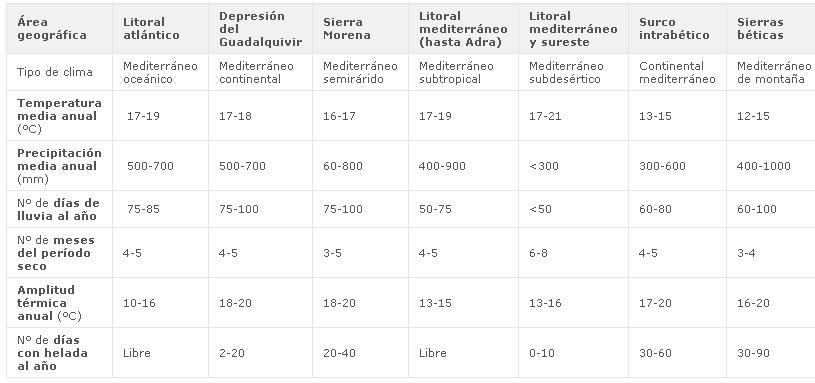 Área geográfica | Litoral atlántico | Depresión del Guadalquivir | Sierra Morena | Litoral mediterráneo (hasta Adra) | Litoral mediterráneo y sureste | Surco intrabético | Sierras béticas
Tipo de clima | Mediterráneo oceánico | Mediterráneo continental | Mediterráneo semirárido | Mediterráneo subtropical | Mediterráneo subdesértico | Continental mediterráneo | Mediterráneo de montaña
Temperatura media anual (ºC) | 17-19 | 17-18 | 16-17 | 17-19 | 17-21 | 13-15 | 12-15
Precipitación media anual (mm) | 500-700 | 500-700 | 60-800 | 400-900 | <300 | 300-600 | 400-1000
Nº de días de lluvia al año | 75-85 | 75-100 | 75-100 | 50-75 | <50 | 60-80 | 60-100
Nº de meses del período seco | 4-5 | 4-5 | 3-5 | 4-5 | 6-8 | 4-5 | 3-4
Amplitud térmica anual (ºC) | 10-16 | 18-20 | 18-20 | 13-15 | 13-16 | 17-20 | 16-20
Nº de días con helada al año | Libre | 2-20 | 20-40 | Libre | 0-10 | 30-60 | 30-90